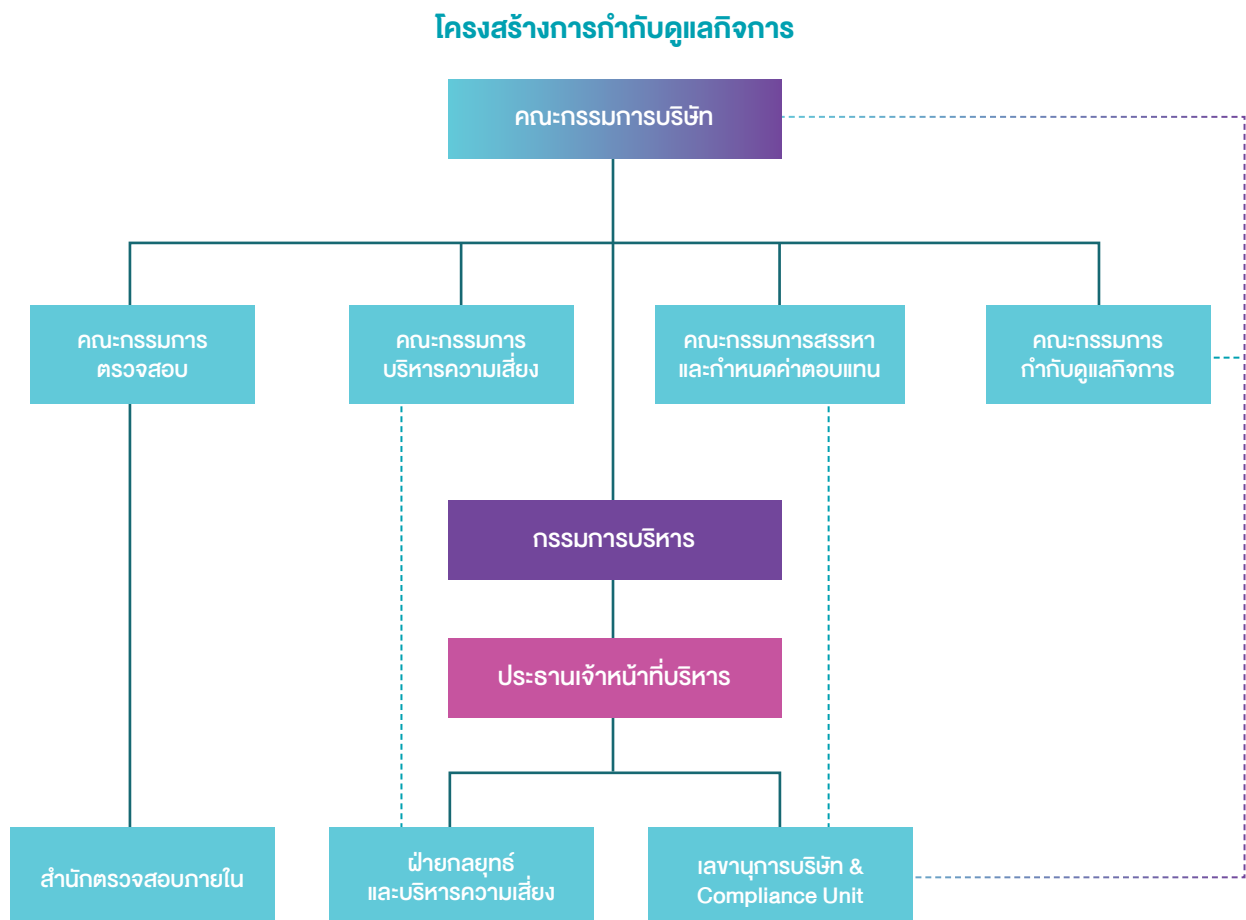 โครงสร้างการกำกับดูแลกิจการ
คณะกรรมการบริษัท
คณะกรรมการ
ตรวจสอบ
คณะกรรมการ
บริหารความเสี่ยง
คณะกรรมการสรรหา
และกำหนดค่าตอบแทน
คณะกรรมการ
กำกับดูแลกิจการ
กรรมการบริหาร
ประธานเจ้าหน้าที่บริหาร
สำนักตรวจสอบภายใน
ฝ่ายกลยุทธ์
และบริหารความเสี่ยง
เลขานุการบริษัท &
Compliance Unit